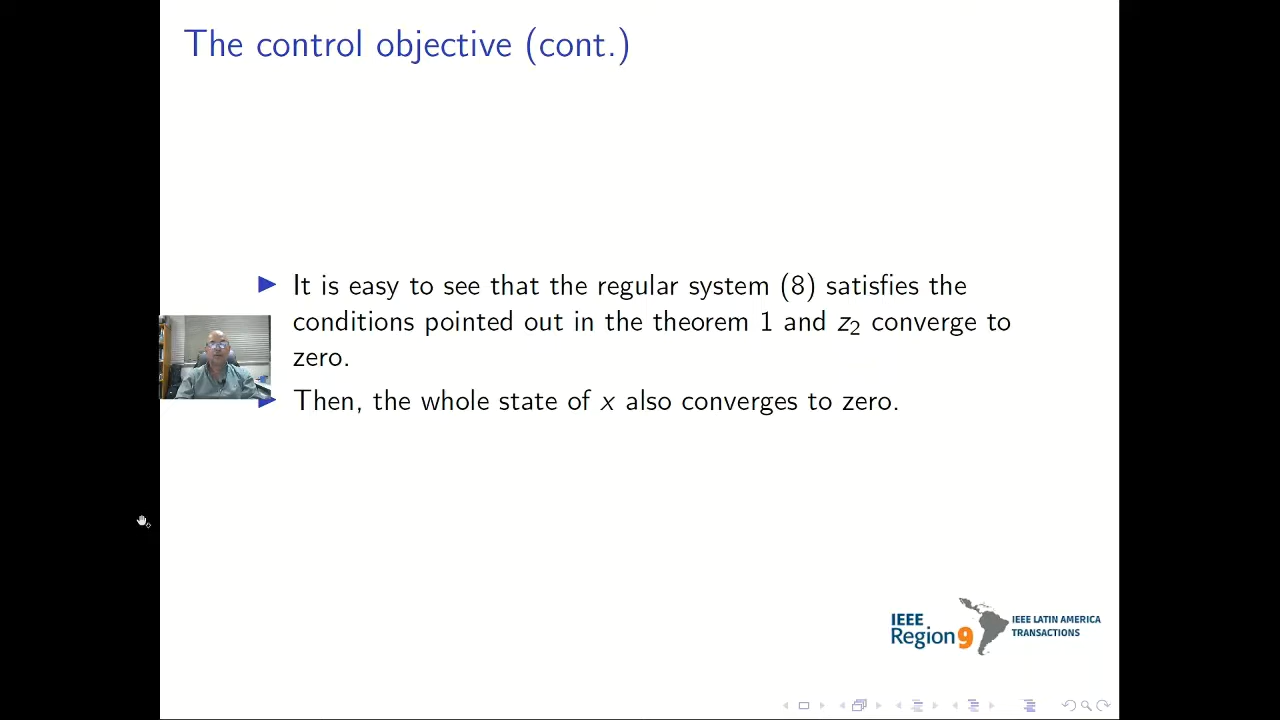 The control objective (cont.)
It is easy to see that the regular system (8) satisfies the
conditions pointed out in the theorem 1 and z₂ converge to
zero.
Then, the whole state of x also converges to zero.
IEEE
Region 9
IEEE LATIN AMERICA
TRANSACTIONS